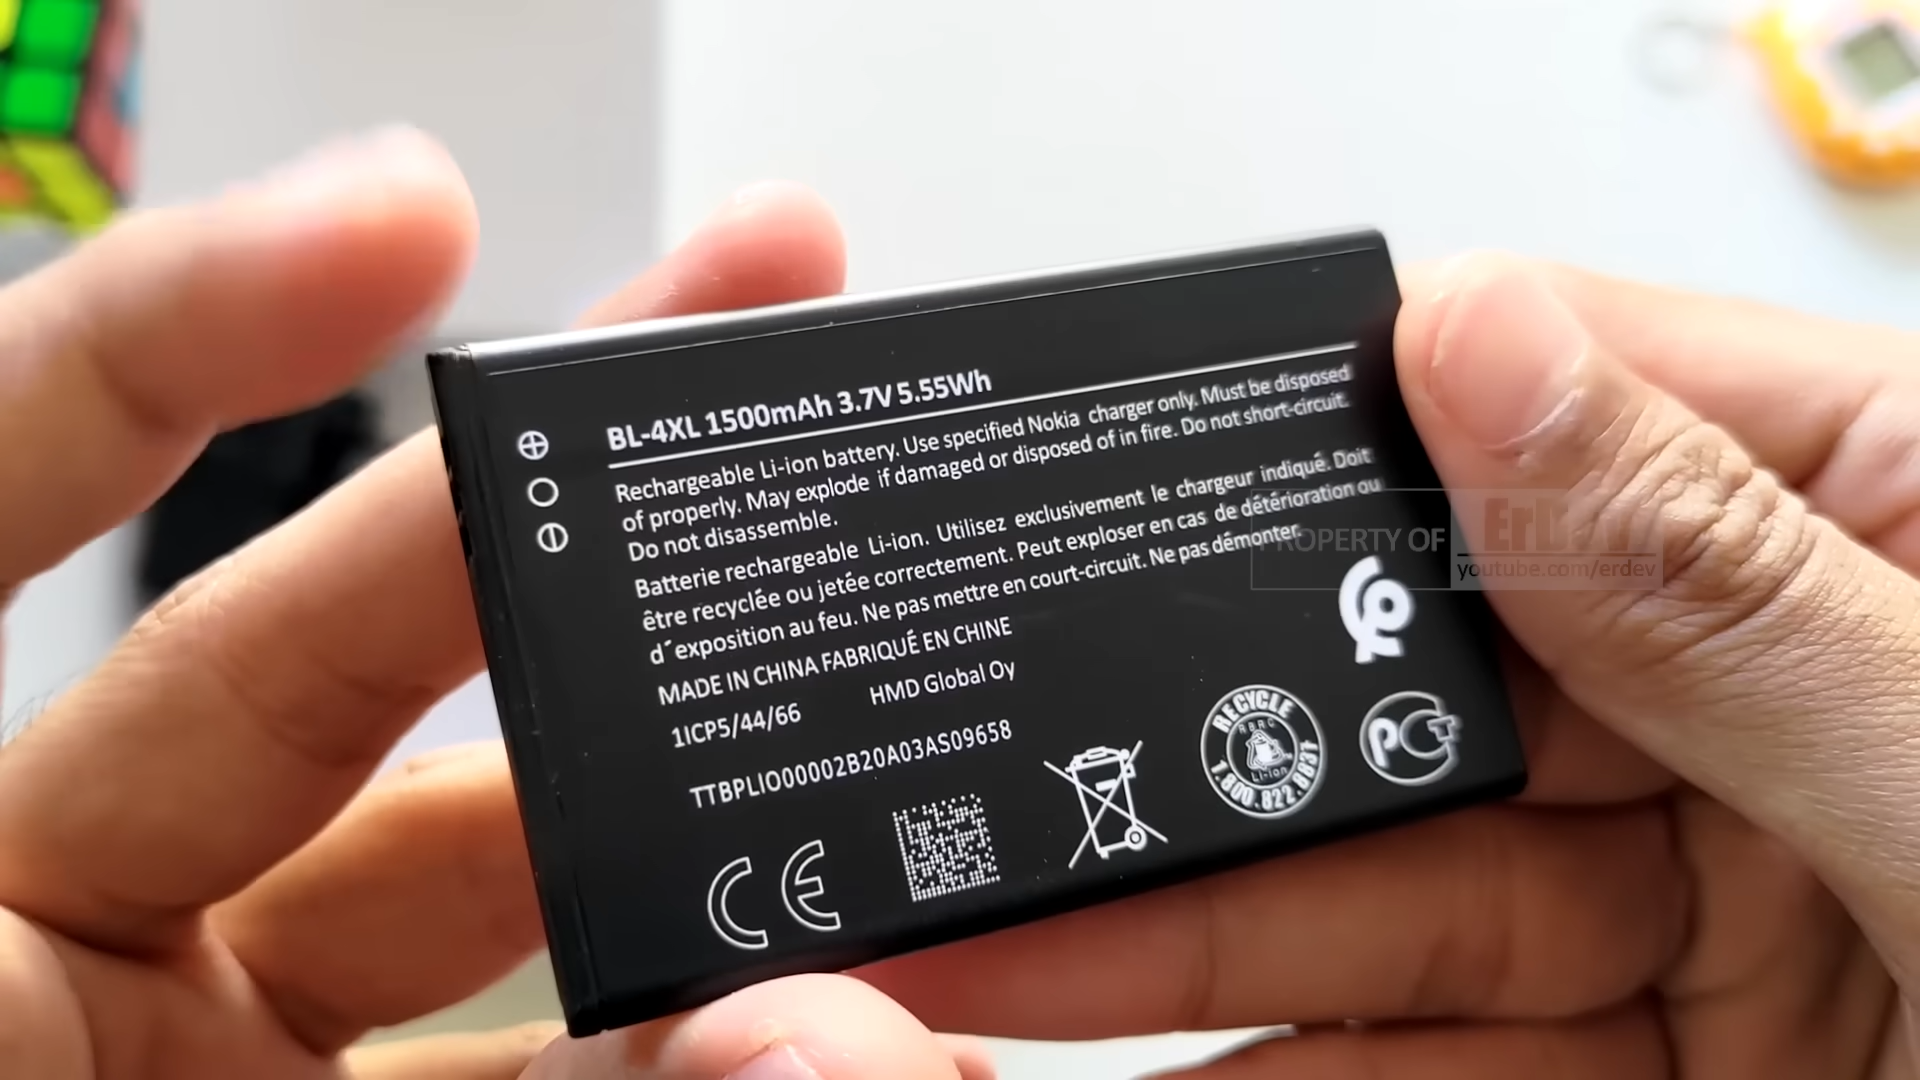 BL-4XL 1500mAh 3.7V 5.55Wh
Rechargeable Li-ion battery. Use specified Nokia charger only. Must be disposed
of properly. May explode if damaged or disposed of in fire. Do not short-circuit.
Do not disassemble.
Batterie rechargeable Li-ion. Utilisez exclusivement le chargeur indiqué. Doit
être recyclée ou jetée correctement. Peut exploser en cas de détérioration ou
d´exposition au feu. Ne pas mettre en court-circuit. Ne pas démonter.
MADE IN CHINA FABRIQUÉ EN CHINE
1ICP5/44/66 HMD Global Oy
TTBPLIO00002B20A03AS09658
CE
RECYCLE
RBRC
Li-ion
1.800.822.8837
PCT
PROPERTY OF ErDev
youtube.com/erdev